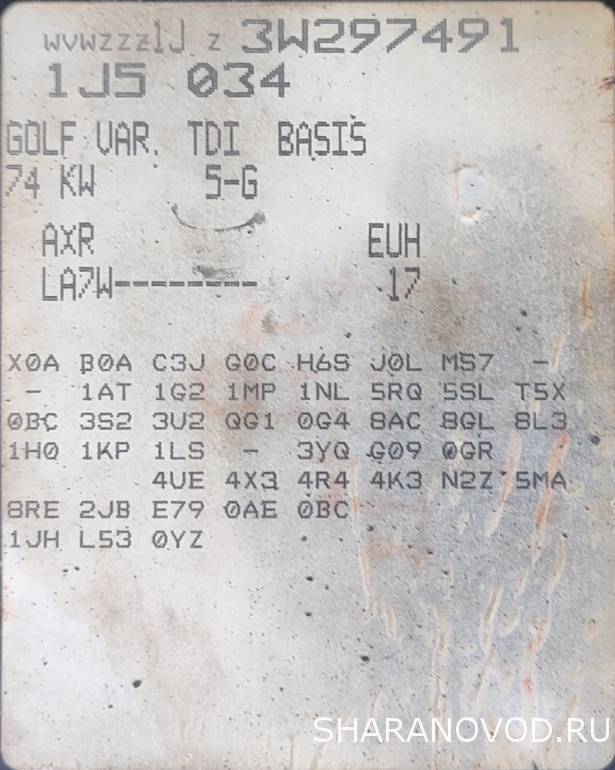 WVWZZZ1J Z 3W297491
1J5 034
GOLF VAR. TDI BASIS
74 KW 5-G
AXR EUH
LA7W-------- 17
X0A B0A C3J G0C H6S J0L MS7 -
- 1AT 1G2 1MP 1NL 5RQ 5SL T5X
0BC 3S2 3U2 QG1 0G4 8AC 8GL 8L3
1H0 1KP 1LS - 3YQ G09 0GR
4UE 4X3 4R4 4K3 N2Z 5MA
8RE 2JB E79 0AE 0BC
1JH L53 0YZ
SHARANOVOD.RU